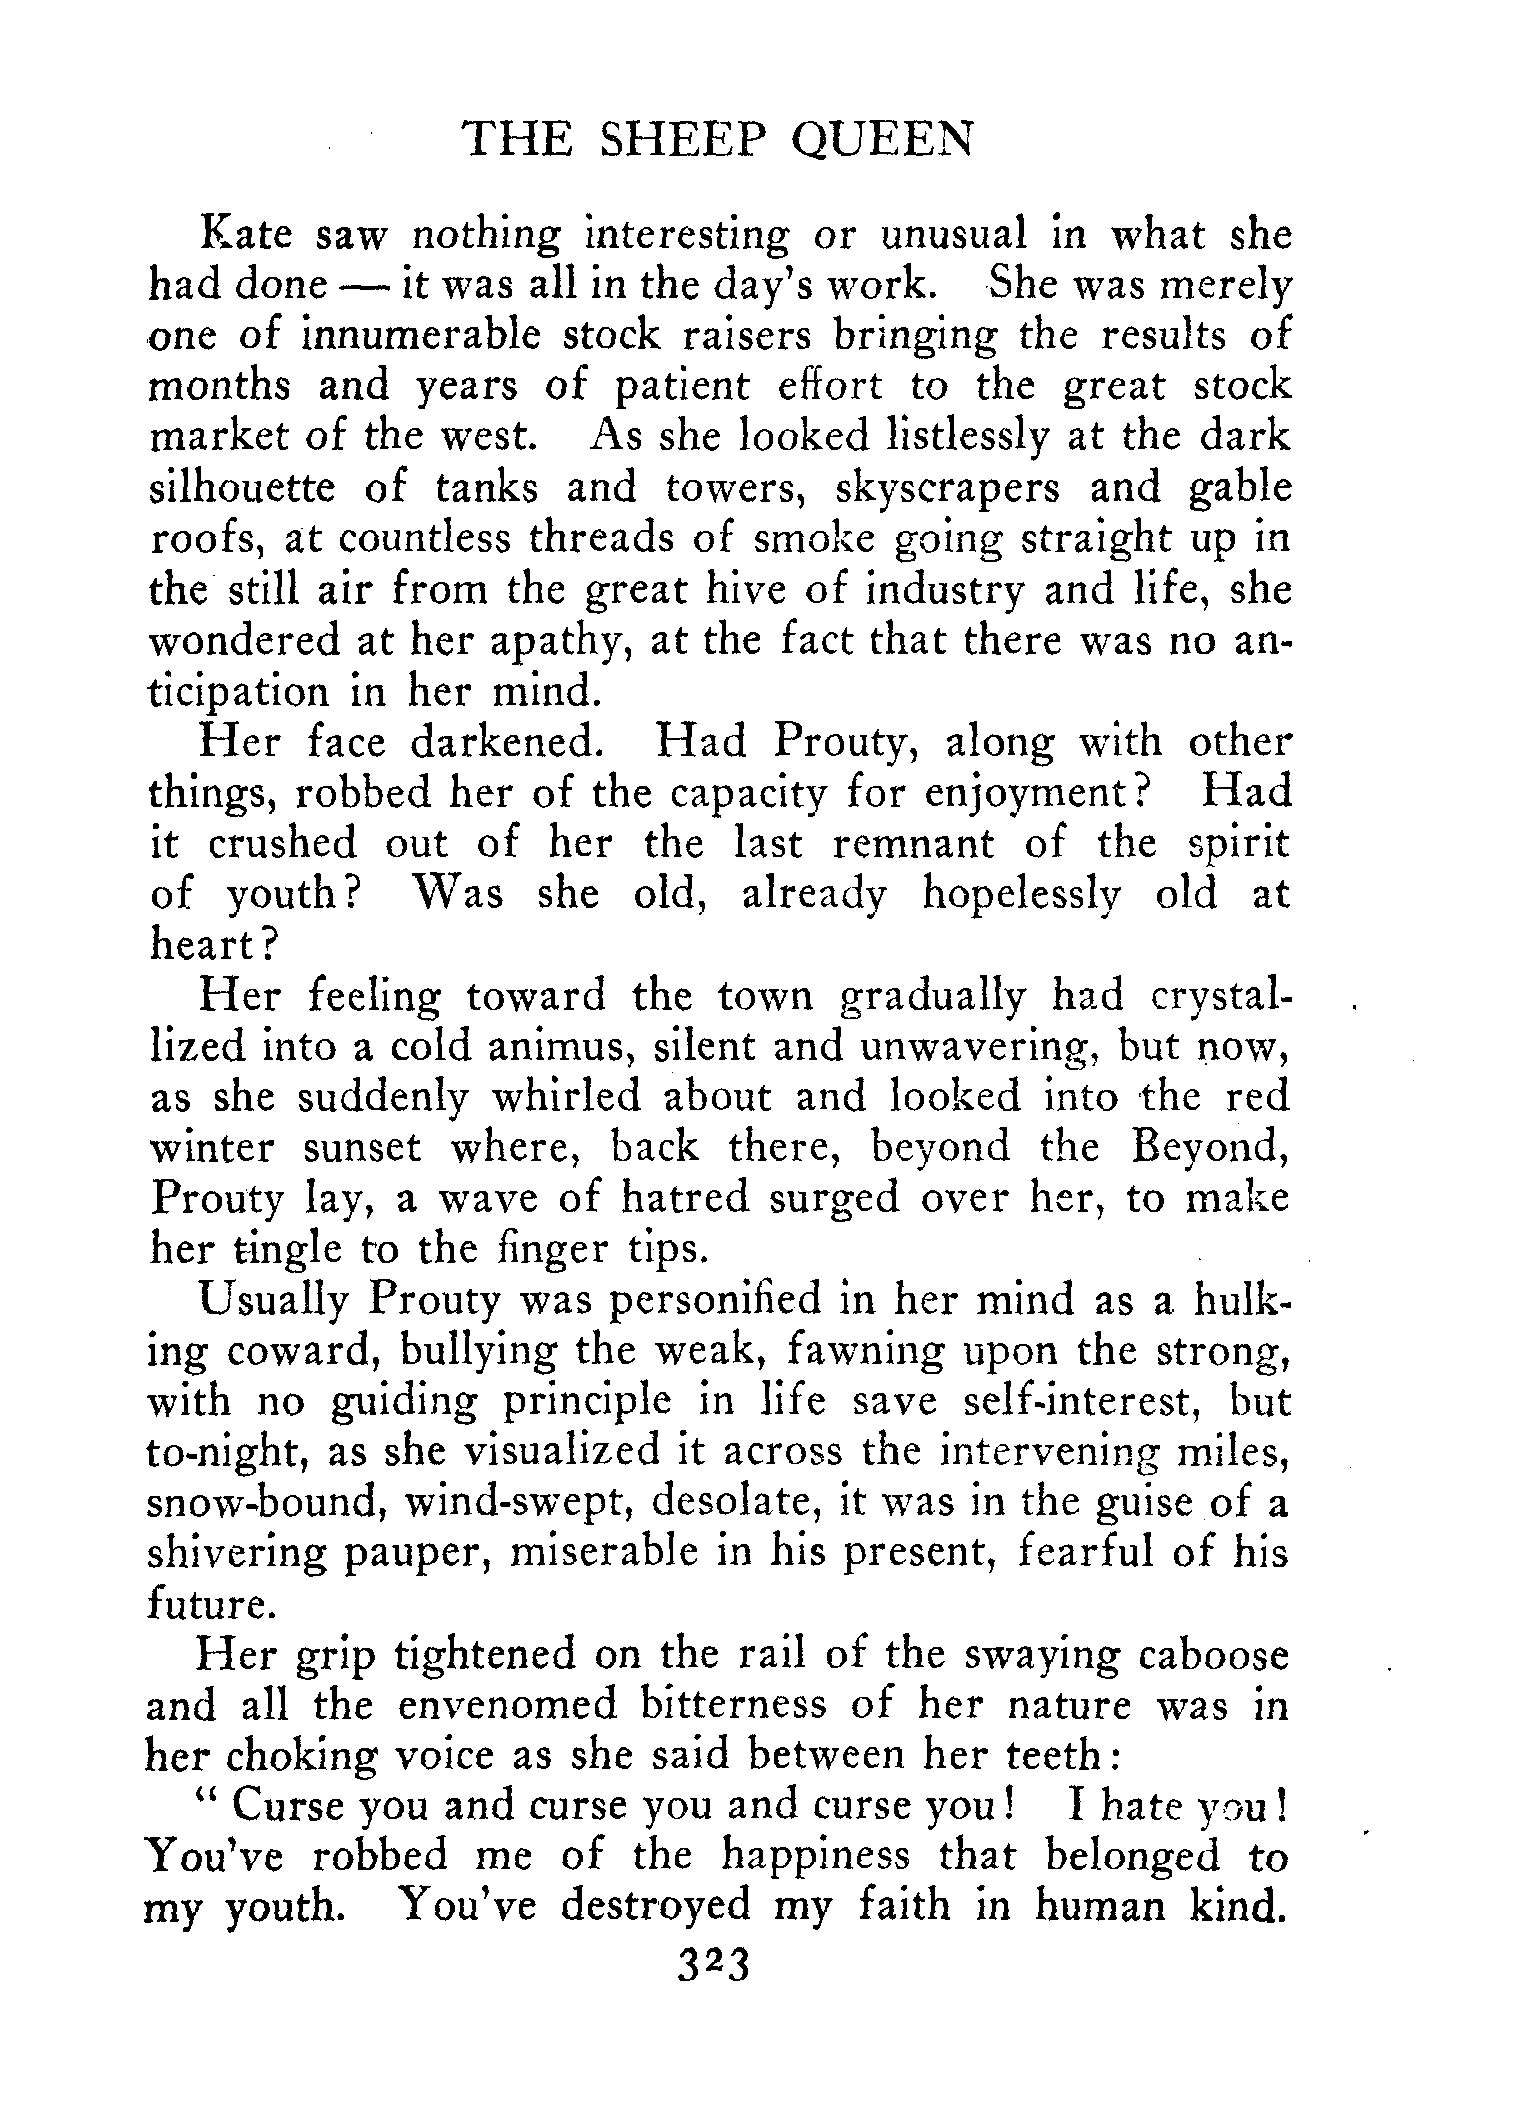 THE SHEEP QUEEN
Kate saw nothing interesting or unusual in what she
had done — it was all in the day's work. She was merely
one of innumerable stock raisers bringing the results of
months and years of patient effort to the great stock
market of the west. As she looked listlessly at the dark
silhouette of tanks and towers, skyscrapers and gable
roofs, at countless threads of smoke going straight up in
the still air from the great hive of industry and life, she
wondered at her apathy, at the fact that there was no an-
ticipation in her mind.
Her face darkened. Had Prouty, along with other
things, robbed her of the capacity for enjoyment? Had
it crushed out of her the last remnant of the spirit
of youth? Was she old, already hopelessly old at
heart?
Her feeling toward the town gradually had crystal-
lized into a cold animus, silent and unwavering, but now,
as she suddenly whirled about and looked into the red
winter sunset where, back there, beyond the Beyond,
Prouty lay, a wave of hatred surged over her, to make
her tingle to the finger tips.
Usually Prouty was personified in her mind as a hulk-
ing coward, bullying the weak, fawning upon the strong,
with no guiding principle in life save self-interest, but
to-night, as she visualized it across the intervening miles,
snow-bound, wind-swept, desolate, it was in the guise of a
shivering pauper, miserable in his present, fearful of his
future.
Her grip tightened on the rail of the swaying caboose
and all the envenomed bitterness of her nature was in
her choking voice as she said between her teeth:
" Curse you and curse you and curse you! I hate you!
You've robbed me of the happiness that belonged to
my youth. You've destroyed my faith in human kind.
323